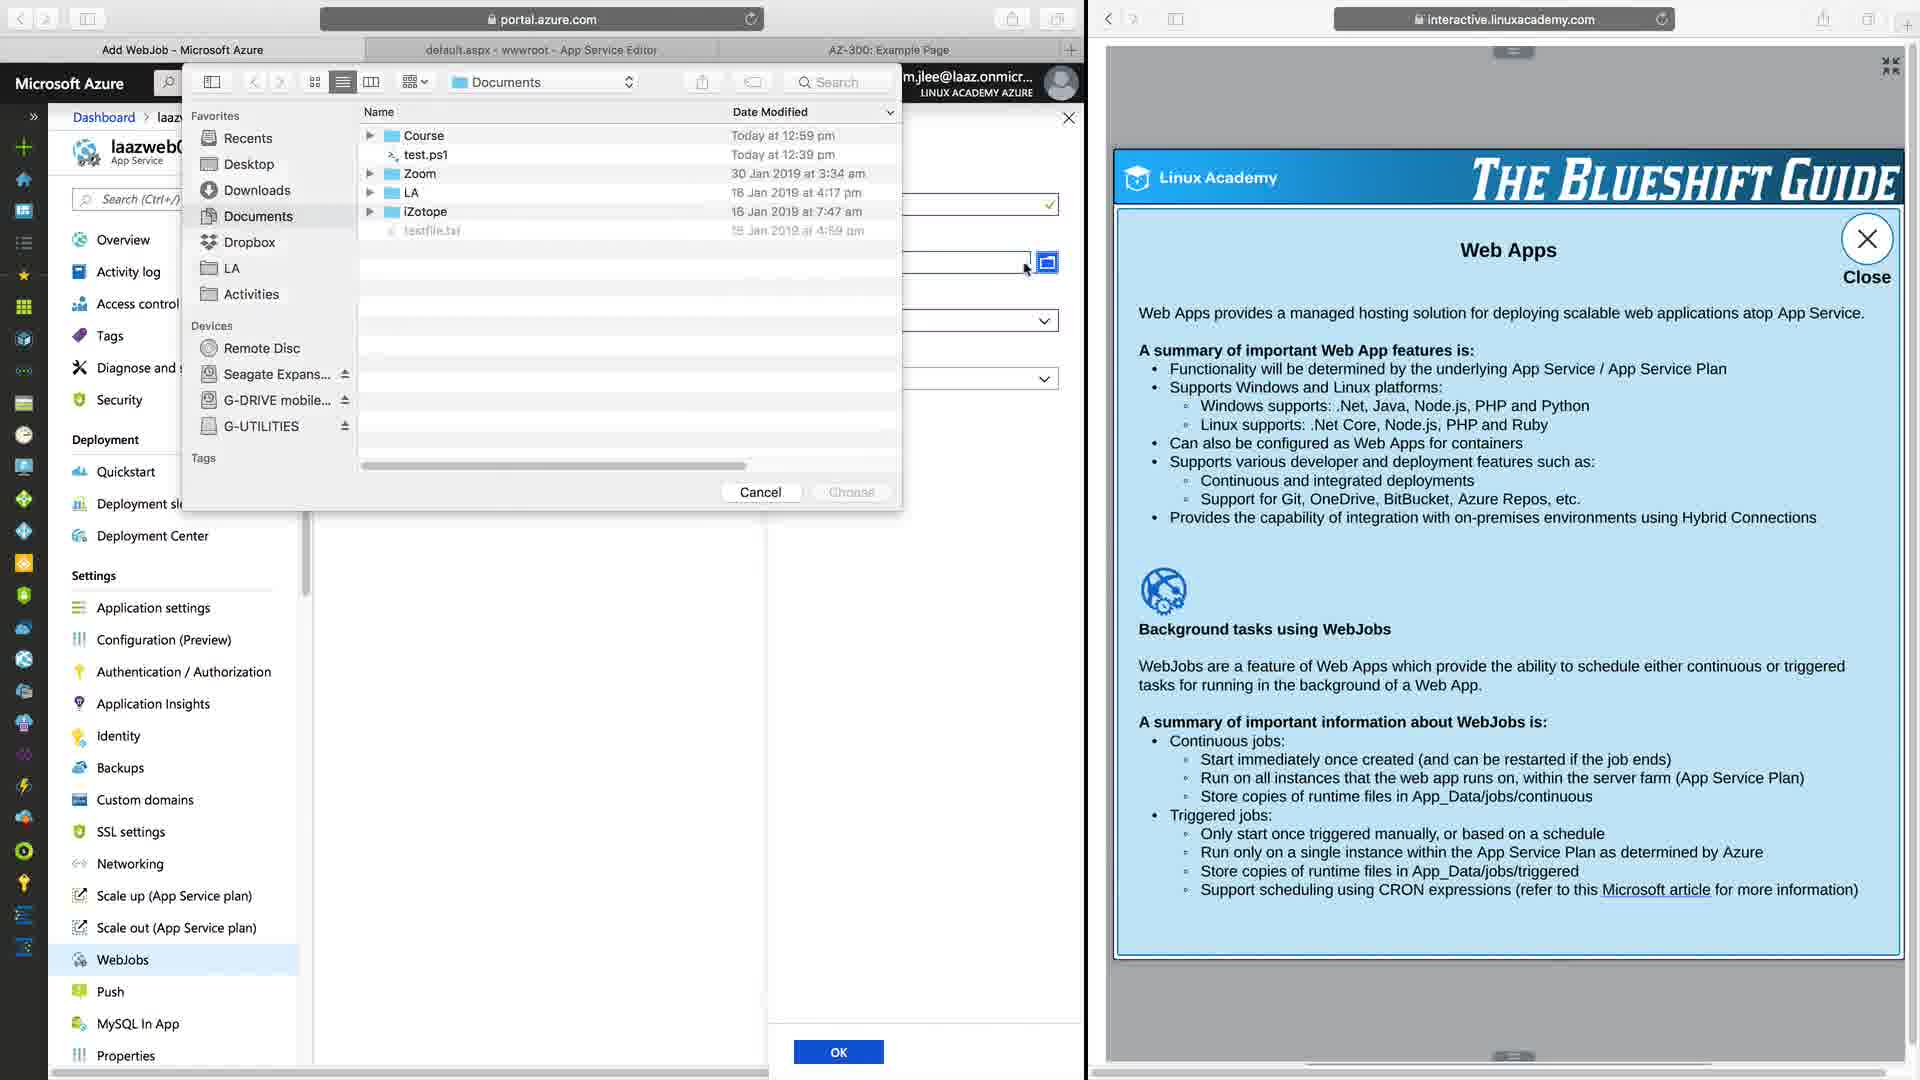 portal.azure.com
Add WebJob - Microsoft Azure
default.aspx - wwwroot - App Service Editor
AZ-300: Example Page
Microsoft Azure
m.jlee@laaz.onmicr...
LINUX ACADEMY AZURE
Dashboard
App Service
Search (Ctrl+/)
Overview
Activity log
Access control
Tags
Diagnose and
Security
Deployment
Quickstart
Deployment
Deployment Center
Settings
Application settings
Configuration (Preview)
Authentication / Authorization
Application Insights
Identity
Backups
Custom domains
SSL settings
Networking
Scale up (App Service plan)
Scale out (App Service plan)
WebJobs
Push
MySQL In App
Properties
Documents
Search
Favorites
Recents
Desktop
Downloads
Documents
Dropbox
LA
Activities
Devices
Remote Disc
Seagate Expans...
G-DRIVE mobile...
G-UTILITIES
Tags
Name Date Modified
Course Today at 12:59 pm
test.ps1 Today at 12:39 pm
Zoom 30 Jan 2019 at 3:34 am
LA 16 Jan 2019 at 4:17 pm
iZotope 16 Jan 2019 at 7:47 am
testfile.txt
Cancel Choose
OK
interactive.linuxacademy.com
Linux Academy
THE BLUESHIFT GUIDE
Web Apps
Close
Web Apps provides a managed hosting solution for deploying scalable web applications atop App Service.
A summary of important Web App features is:
• Functionality will be determined by the underlying App Service / App Service Plan
• Supports Windows and Linux platforms:
◦ Windows supports: .Net, Java, Node.js, PHP and Python
◦ Linux supports: .Net Core, Node.js, PHP and Ruby
• Can also be configured as Web Apps for containers
• Supports various developer and deployment features such as:
◦ Continuous and integrated deployments
◦ Support for Git, OneDrive, BitBucket, Azure Repos, etc.
• Provides the capability of integration with on-premises environments using Hybrid Connections
Background tasks using WebJobs
WebJobs are a feature of Web Apps which provide the ability to schedule either continuous or triggered
tasks for running in the background of a Web App.
A summary of important information about WebJobs is:
• Continuous jobs:
◦ Start immediately once created (and can be restarted if the job ends)
◦ Run on all instances that the web app runs on, within the server farm (App Service Plan)
◦ Store copies of runtime files in App_Data/jobs/continuous
• Triggered jobs:
◦ Only start once triggered manually, or based on a schedule
◦ Run only on a single instance within the App Service Plan as determined by Azure
◦ Store copies of runtime files in App_Data/jobs/triggered
◦ Support scheduling using CRON expressions (refer to this Microsoft article for more information)